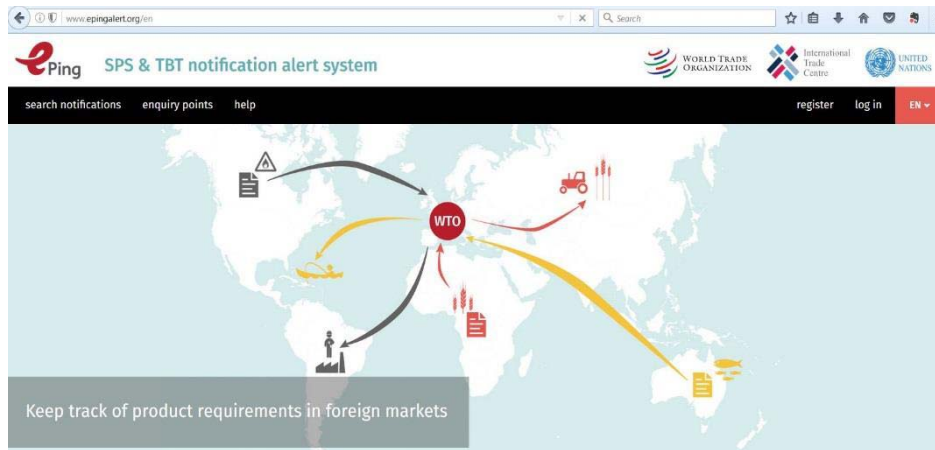 www.epingalert.org/en
Search
ePing
SPS & TBT notification alert system
WORLD TRADE
ORGANIZATION
International
Trade
Centre
UNITED
NATIONS
search notifications enquiry points help register log in EN
WTO
Keep track of product requirements in foreign markets